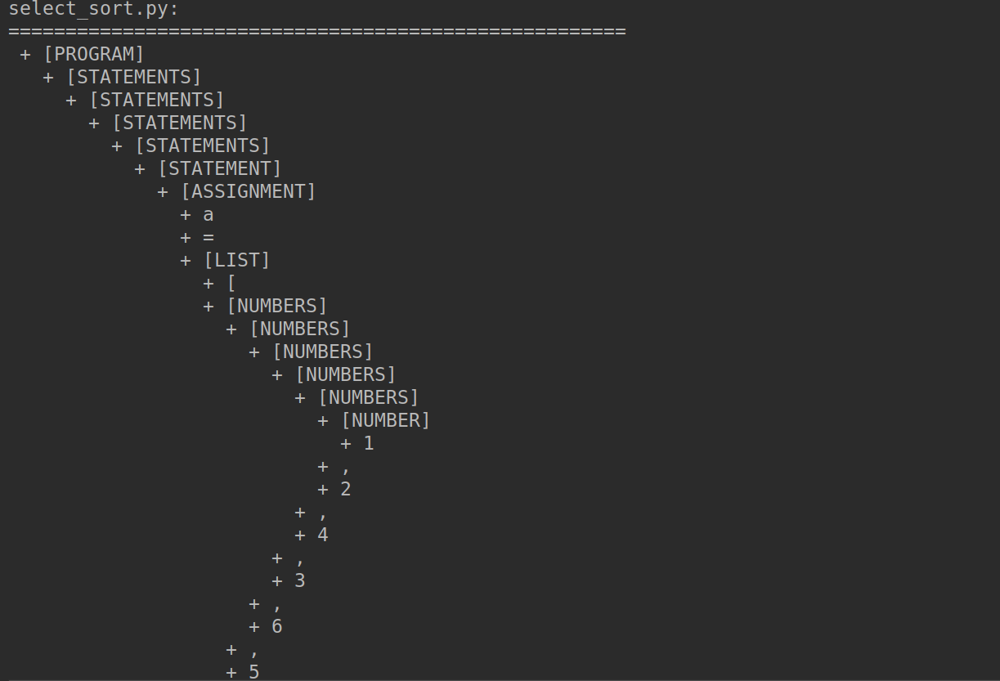 select_sort.py:
======================================================
+ [PROGRAM]
+ [STATEMENTS]
+ [STATEMENTS]
+ [STATEMENTS]
+ [STATEMENTS]
+ [STATEMENT]
+ [ASSIGNMENT]
+ a
+ =
+ [LIST]
+ [
+ [NUMBERS]
+ [NUMBERS]
+ [NUMBERS]
+ [NUMBERS]
+ [NUMBERS]
+ [NUMBER]
+ 1
+ ,
+ 2
+ ,
+ 4
+ ,
+ 3
+ ,
+ 6
+ ,
+ 5